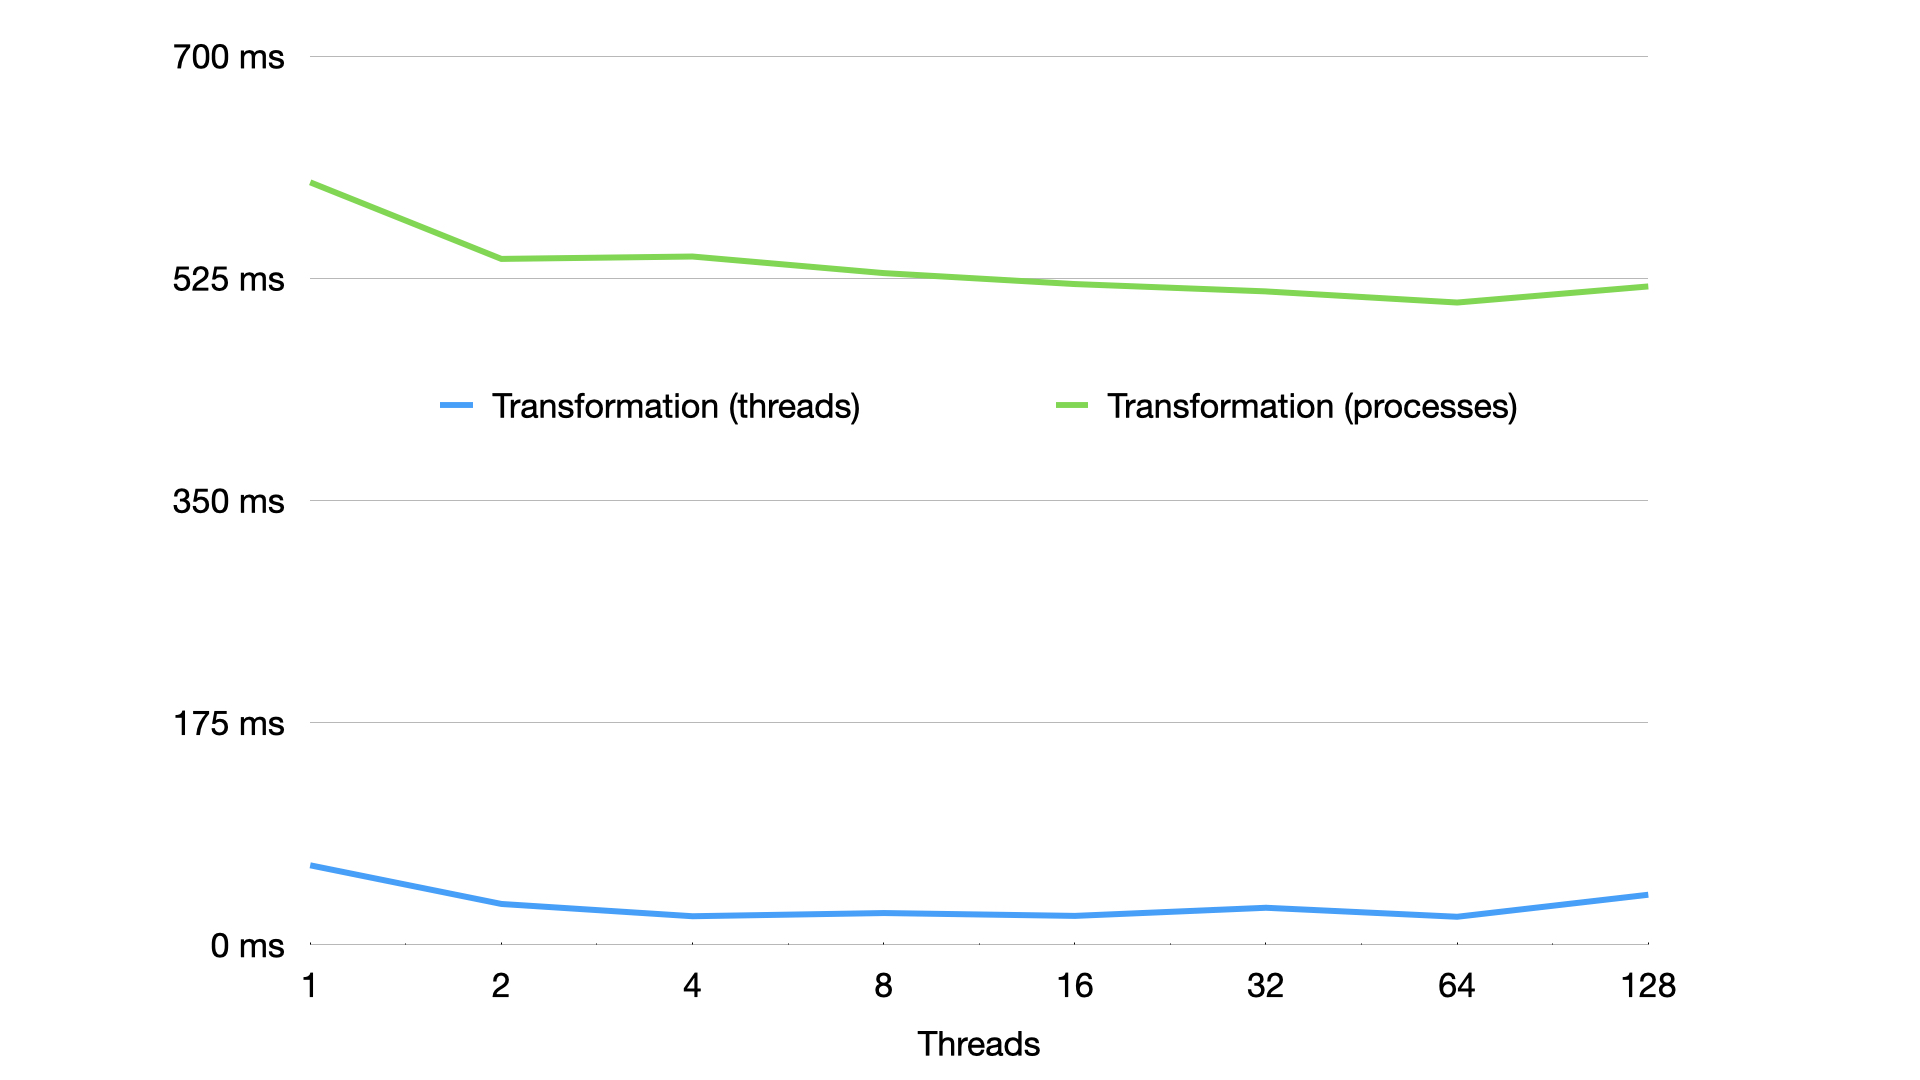 700 ms
525 ms
Transformation (threads) Transformation (processes)
350 ms
175 ms
0 ms
1 2 4 8 16 32 64 128
Threads